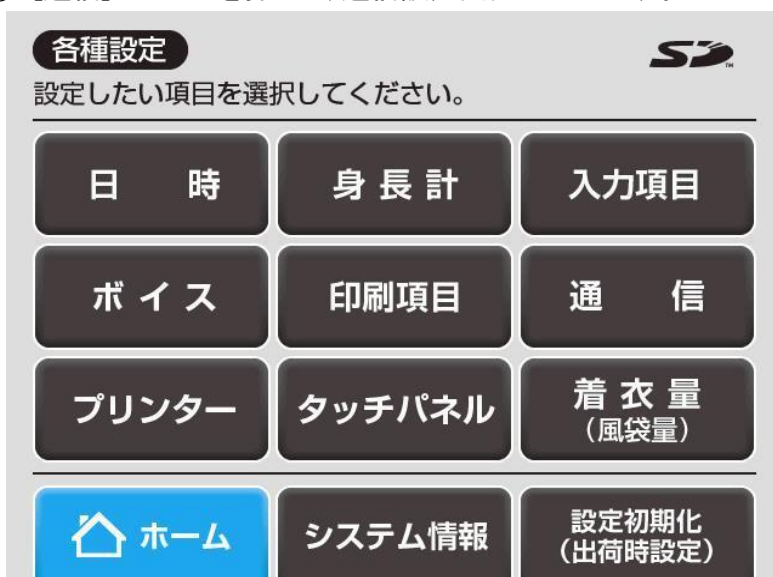 各種設定
SD
設定したい項目を選択してください。
日 時
身長計
入力項目
ボイス
印刷項目
通 信
プリンター
タッチパネル
着衣量
（風袋量）
ホーム
システム情報
設定初期化
（出荷時設定）